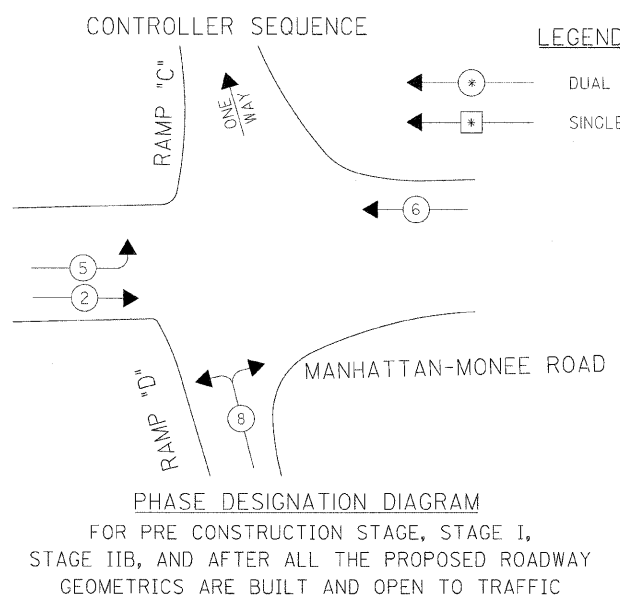 CONTROLLER SEQUENCE
LEGEND
* DUAL
* SINGLE
RAMP "C"
ONE
WAY
6
5
2
8
RAMP "D"
MANHATTAN-MONEE ROAD
PHASE DESIGNATION DIAGRAM
FOR PRE CONSTRUCTION STAGE, STAGE I,
STAGE IIB, AND AFTER ALL THE PROPOSED ROADWAY
GEOMETRICS ARE BUILT AND OPEN TO TRAFFIC